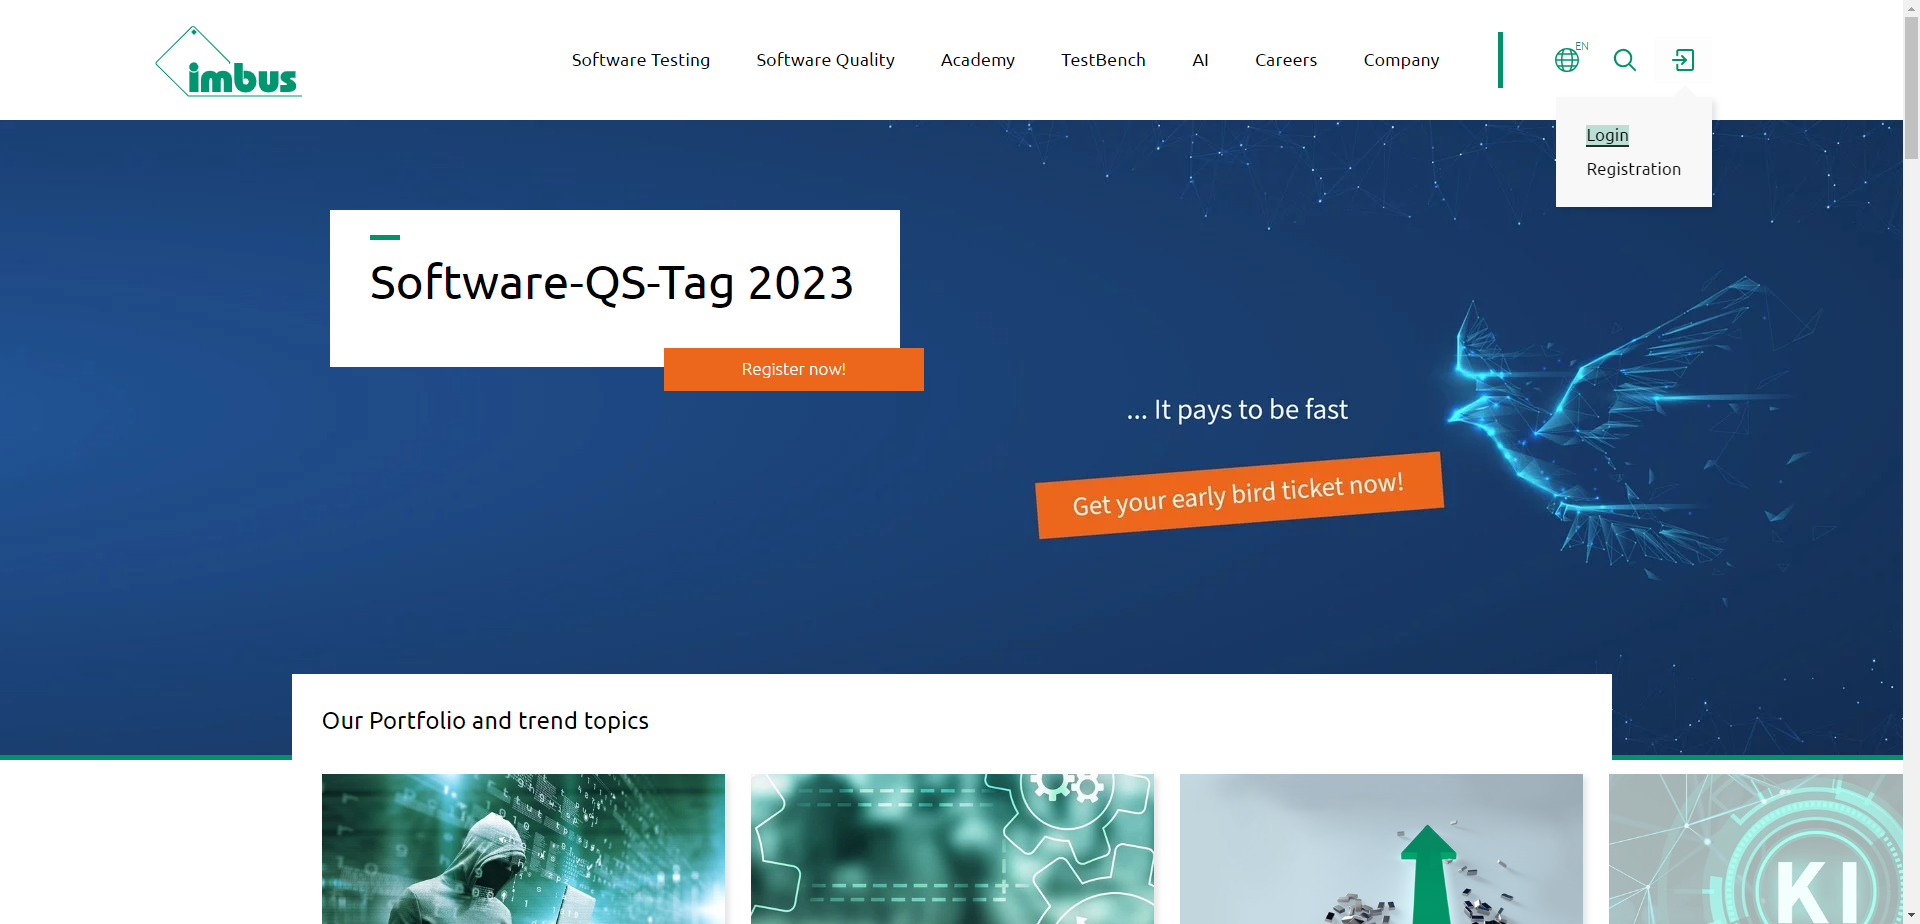 imbus
Software Testing
Software Quality
Academy
TestBench
AI
Careers
Company
EN
Login
Registration
Software-QS-Tag 2023
Register now!
... It pays to be fast
Get your early bird ticket now!
Our Portfolio and trend topics
KI